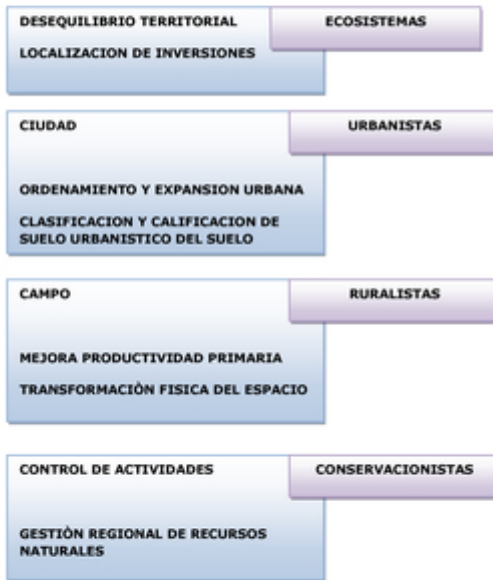 DESEQUILIBRIO TERRITORIAL
ECOSISTEMAS
LOCALIZACION DE INVERSIONES
CIUDAD
URBANISTAS
ORDENAMIENTO Y EXPANSION URBANA
CLASIFICACION Y CALIFICACION DE
SUELO URBANISTICO DEL SUELO
CAMPO
RURALISTAS
MEJORA PRODUCTIVIDAD PRIMARIA
TRANSFORMACIÒN FISICA DEL ESPACIO
CONTROL DE ACTIVIDADES
CONSERVACIONISTAS
GESTIÒN REGIONAL DE RECURSOS
NATURALES